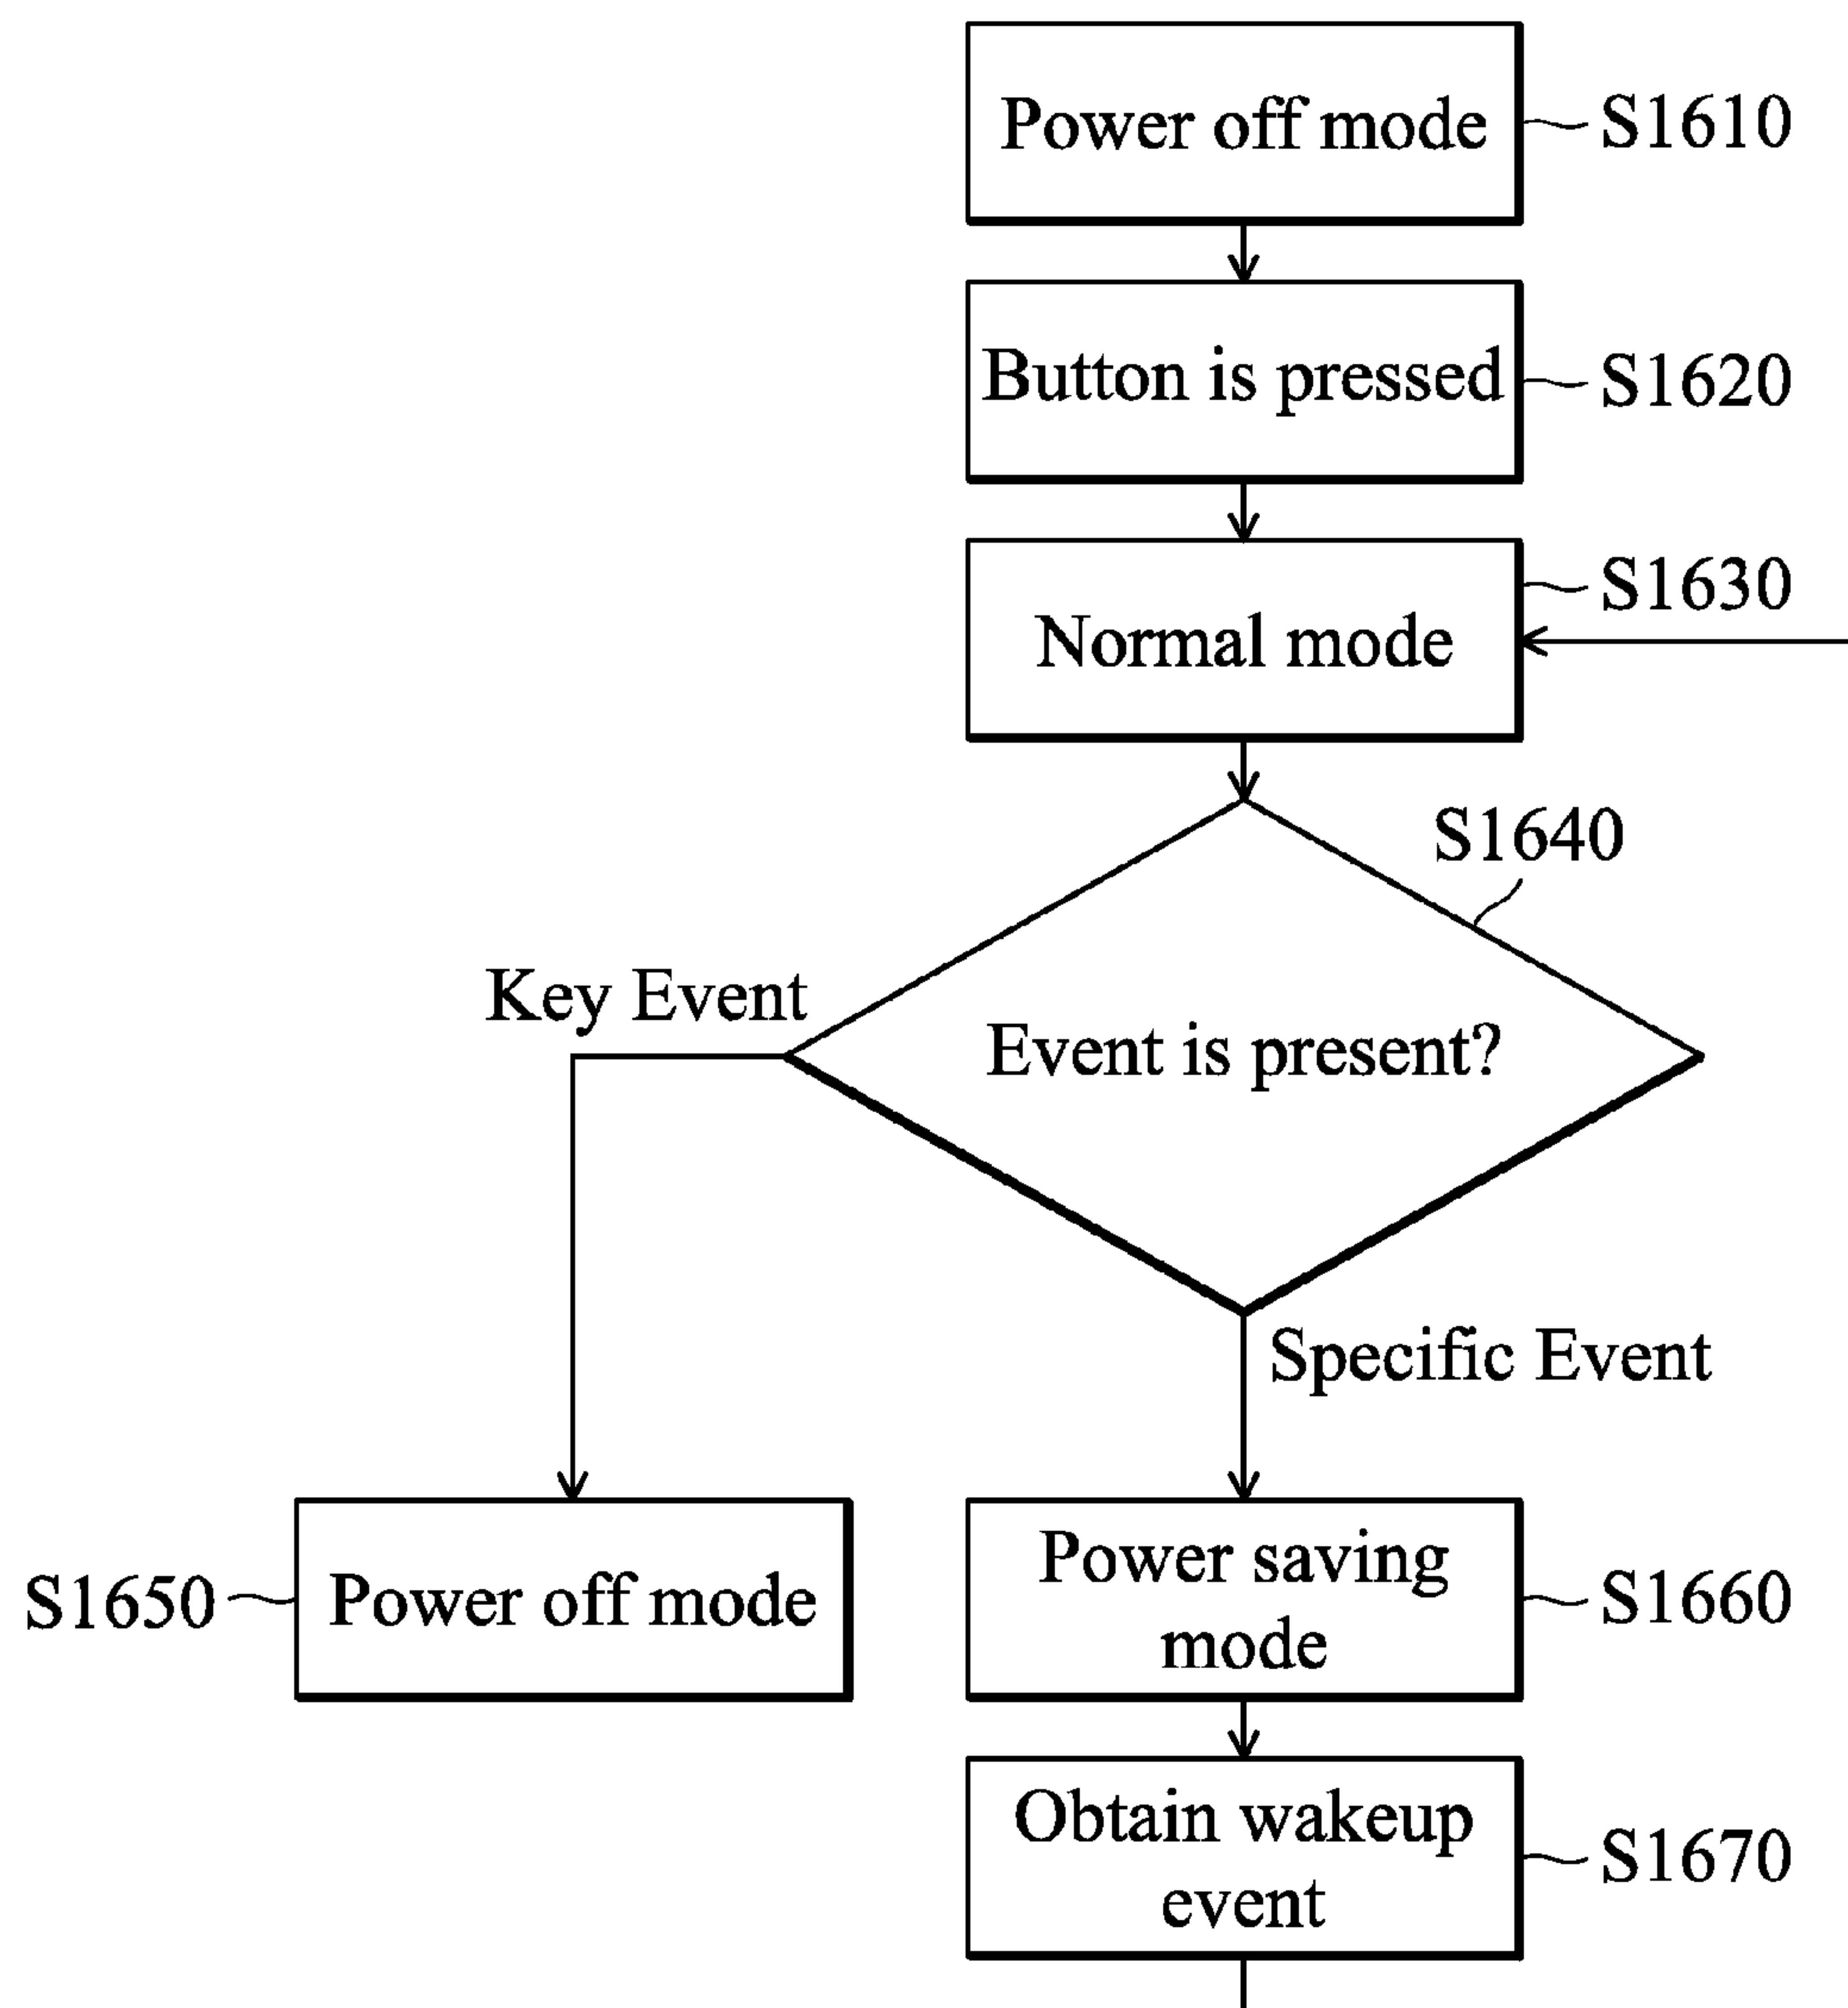 Power off mode
S1610
Button is pressed
S1620
S1630
Normal mode
S1640
Key Event
Event is present?
Specific Event
S1650
Power off mode
Power saving
mode
S1660
Obtain wakeup
event
S1670